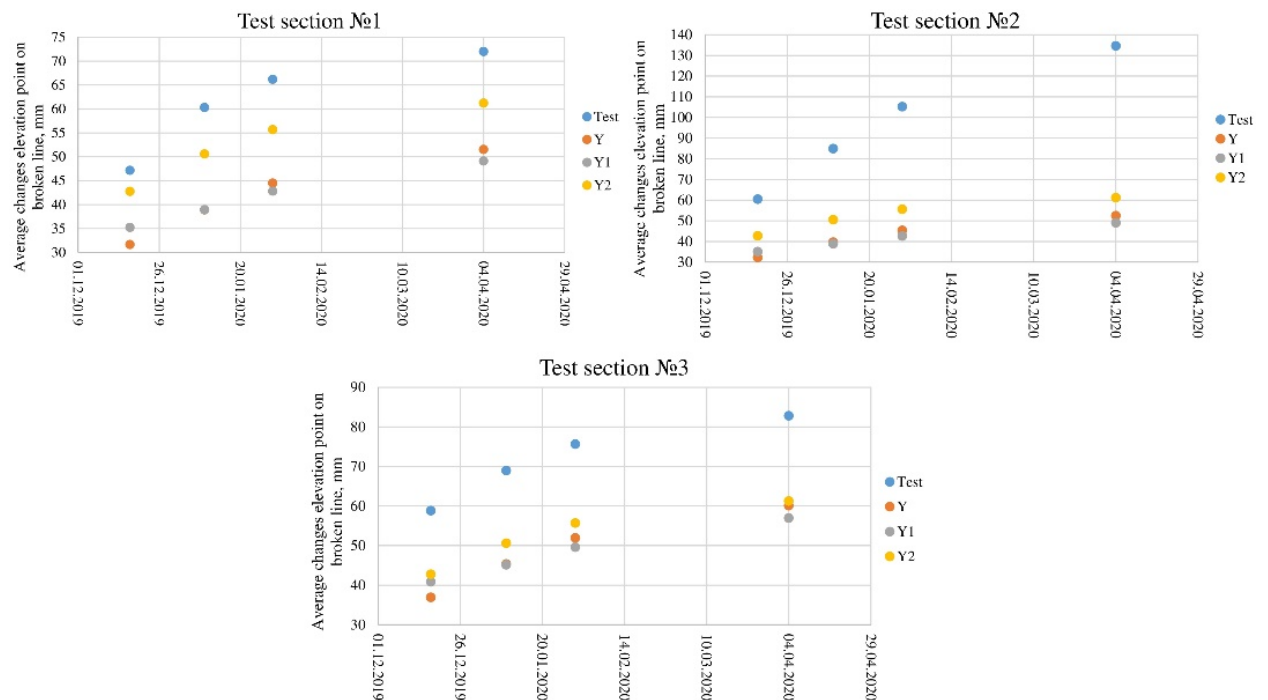 Test section №1
Average changes elevation point on
broken line, mm
75
70
65
60
55
50
45
40
35
30
01.12.2019
26.12.2019
20.01.2020
14.02.2020
10.03.2020
04.04.2020
29.04.2020
Test
Y
Y1
Y2
Test section №2
Average changes elevation point on
broken line, mm
140
130
120
110
100
90
80
70
60
50
40
30
01.12.2019
26.12.2019
20.01.2020
14.02.2020
10.03.2020
04.04.2020
29.04.2020
Test
Y
Y1
Y2
Test section №3
Average changes elevation point on
broken line, mm
90
80
70
60
50
40
30
01.12.2019
26.12.2019
20.01.2020
14.02.2020
10.03.2020
04.04.2020
29.04.2020
Test
Y
Y1
Y2